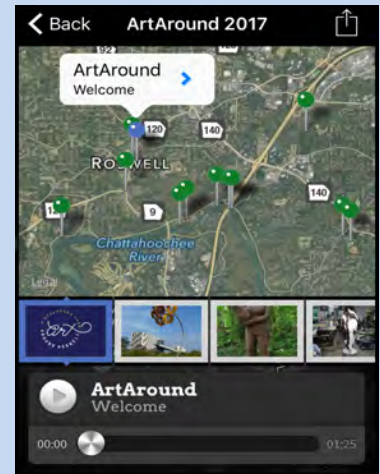 Back
ArtAround 2017
92
ArtAround
Welcome
120
140
ROSWELL
140
9
Chattahoochee
River
Legal
Art
ArtAround
Welcome
00:00
01:25